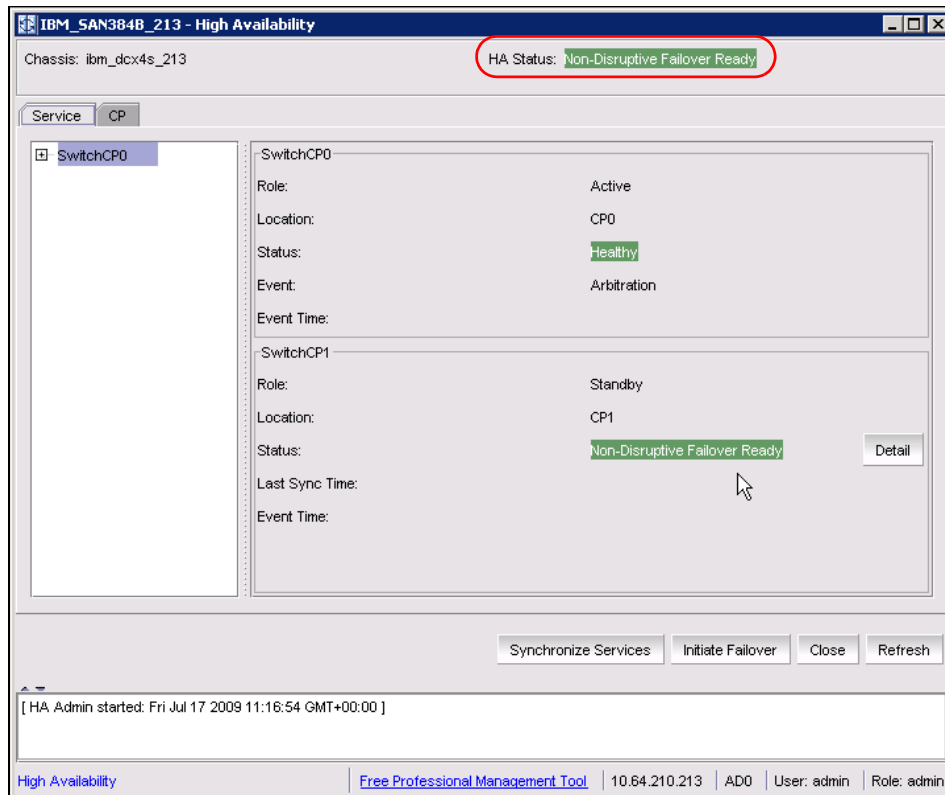 IBM_SAN384B_213 - High Availability
Chassis: ibm_dcx4s_213 HA Status: Non-Disruptive Failover Ready
Service CP
SwitchCP0
SwitchCP0
Role: Active
Location: CP0
Status: Healthy
Event: Arbitration
Event Time:
SwitchCP1
Role: Standby
Location: CP1
Status: Non-Disruptive Failover Ready Detail
Last Sync Time:
Event Time:
Synchronize Services Initiate Failover Close Refresh
[ HA Admin started: Fri Jul 17 2009 11:16:54 GMT+00:00 ]
High Availability Free Professional Management Tool 10.64.210.213 AD0 User: admin Role: admin